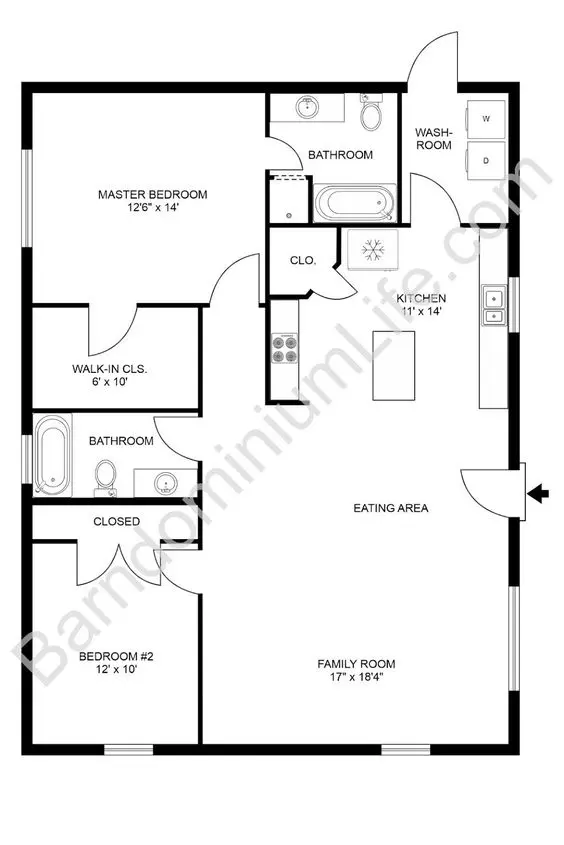 W
WASH-
ROOM
D
BATHROOM
MASTER BEDROOM
12'6" x 14'
CLO.
KITCHEN
11' x 14'
WALK-IN CLS.
6' x 10'
BATHROOM
EATING AREA
CLOSED
BEDROOM #2
12' x 10'
FAMILY ROOM
17" x 18'4"
BarndominiumLife.com